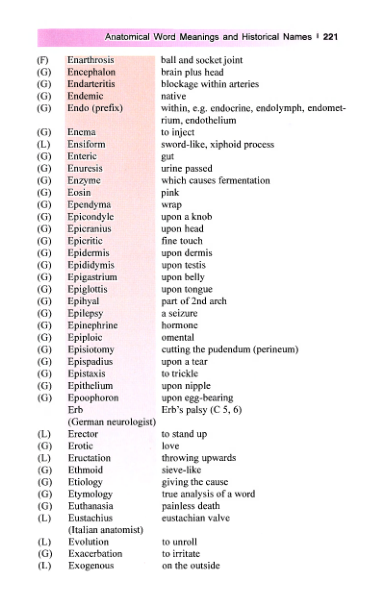 Anatomical Word Meanings and Historical Names | 221
(F) Enarthrosis ball and socket joint
(G) Encephalon brain plus head
(G) Endarteritis blockage within arteries
(G) Endemic native
(G) Endo (prefix) within, e.g. endocrine, endolymph, endomet-
rium, endothelium
(G) Enema to inject
(L) Ensiform sword-like, xiphoid process
(G) Enteric gut
(G) Enuresis urine passed
(G) Enzyme which causes fermentation
(G) Eosin pink
(G) Ependyma wrap
(G) Epicondyle upon a knob
(G) Epicranius upon head
(G) Epicritic fine touch
(G) Epidermis upon dermis
(G) Epididymis upon testis
(G) Epigastrium upon belly
(G) Epiglottis upon tongue
(G) Epihyal part of 2nd arch
(G) Epilepsy a seizure
(G) Epinephrine hormone
(G) Epiploic omental
(G) Episiotomy cutting the pudendum (perineum)
(G) Epispadius upon a tear
(G) Epistaxis to trickle
(G) Epithelium upon nipple
(G) Epoophoron upon egg-bearing
Erb Erb's palsy (C 5, 6)
(German neurologist)
(L) Erector to stand up
(G) Erotic love
(L) Eructation throwing upwards
(G) Ethmoid sieve-like
(G) Etiology giving the cause
(G) Etymology true analysis of a word
(G) Euthanasia painless death
(L) Eustachius eustachian valve
(Italian anatomist)
(L) Evolution to unroll
(G) Exacerbation to irritate
(L) Exogenous on the outside